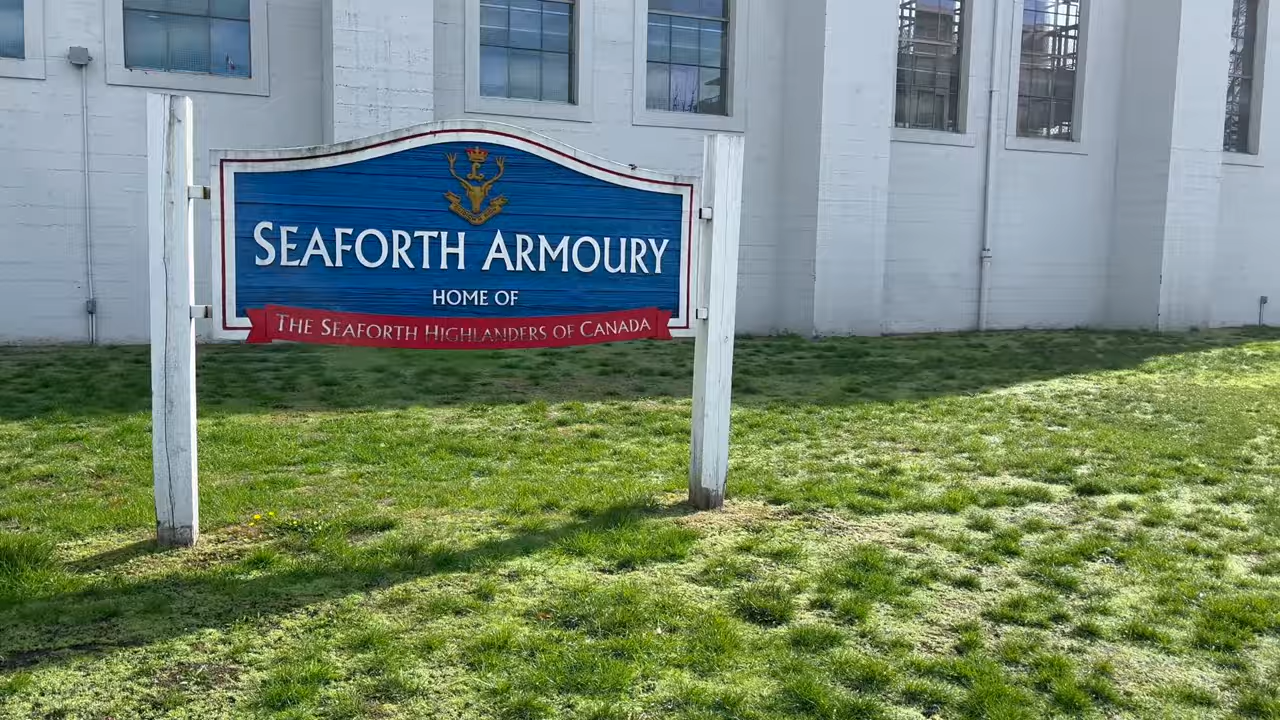 SEAFORTH ARMOURY
HOME OF
THE SEAFORTH HIGHLANDERS OF CANADA